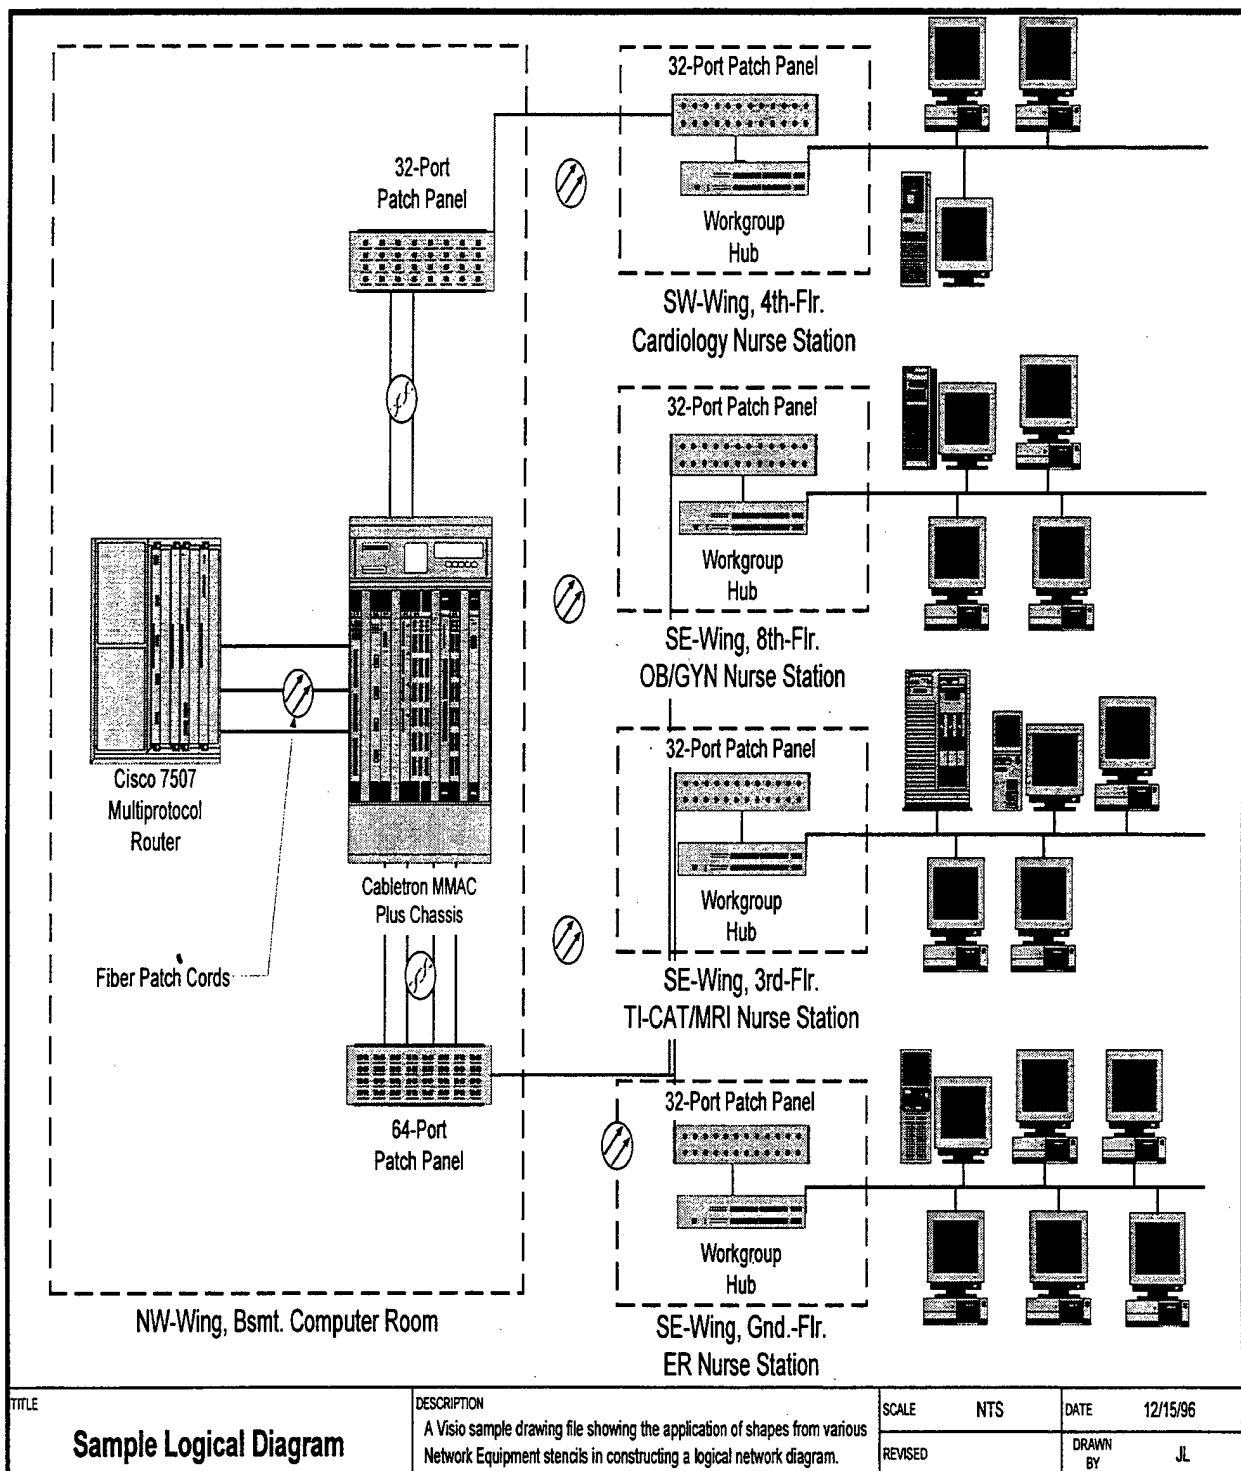 32-Port
Patch Panel
Cisco 7507
Multiprotocol
Router
Cabletron MMAC
Plus Chassis
Fiber Patch Cords
64-Port
Patch Panel
NW-Wing, Bsmt. Computer Room
32-Port Patch Panel
Workgroup
Hub
SW-Wing, 4th-Flr.
Cardiology Nurse Station
32-Port Patch Panel
Workgroup
Hub
SE-Wing, 8th-Flr.
OB/GYN Nurse Station
32-Port Patch Panel
Workgroup
Hub
SE-Wing, 3rd-Flr.
TI-CAT/MRI Nurse Station
32-Port Patch Panel
Workgroup
Hub
SE-Wing, Gnd.-Flr.
ER Nurse Station
TITLE
Sample Logical Diagram
DESCRIPTION
A Visio sample drawing file showing the application of shapes from various
Network Equipment stencils in constructing a logical network diagram.
SCALE NTS
DATE 12/15/96
REVISED
DRAWN
BY JL